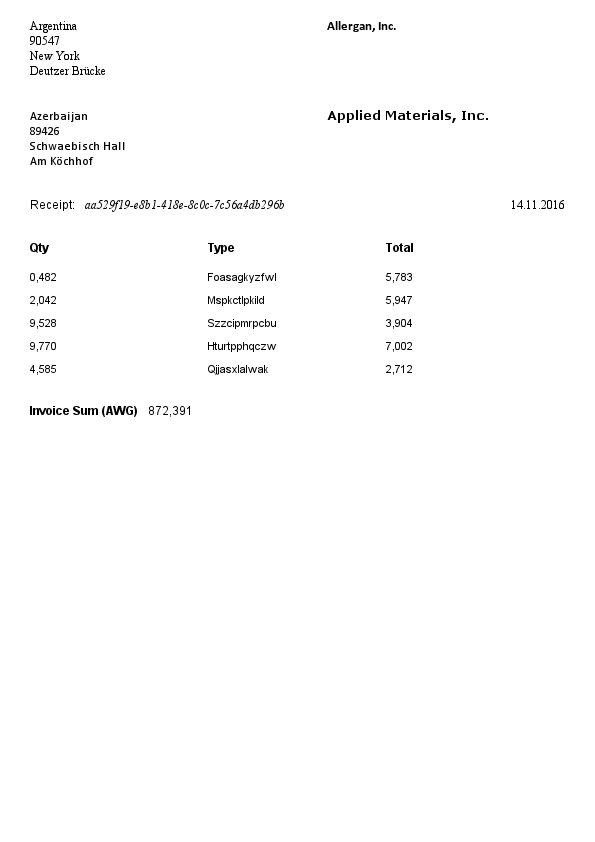 Argentina
90547
New York
Deutzer Brücke
Allergan, Inc.
Azerbaijan
89426
Schwaebisch Hall
Am Köchhof
Applied Materials, Inc.
Receipt: aa529f19-e8b1-418e-8c0c-7c56a4db296b 14.11.2016
Qty Type Total
0,482 Foasagkyzfwl 5,783
2,042 Mspkctlpkild 5,947
9,528 Szzcipmrpcbu 3,904
9,770 Hturtpphqczw 7,002
4,585 Qjjasxlalwak 2,712
Invoice Sum (AWG) 872,391